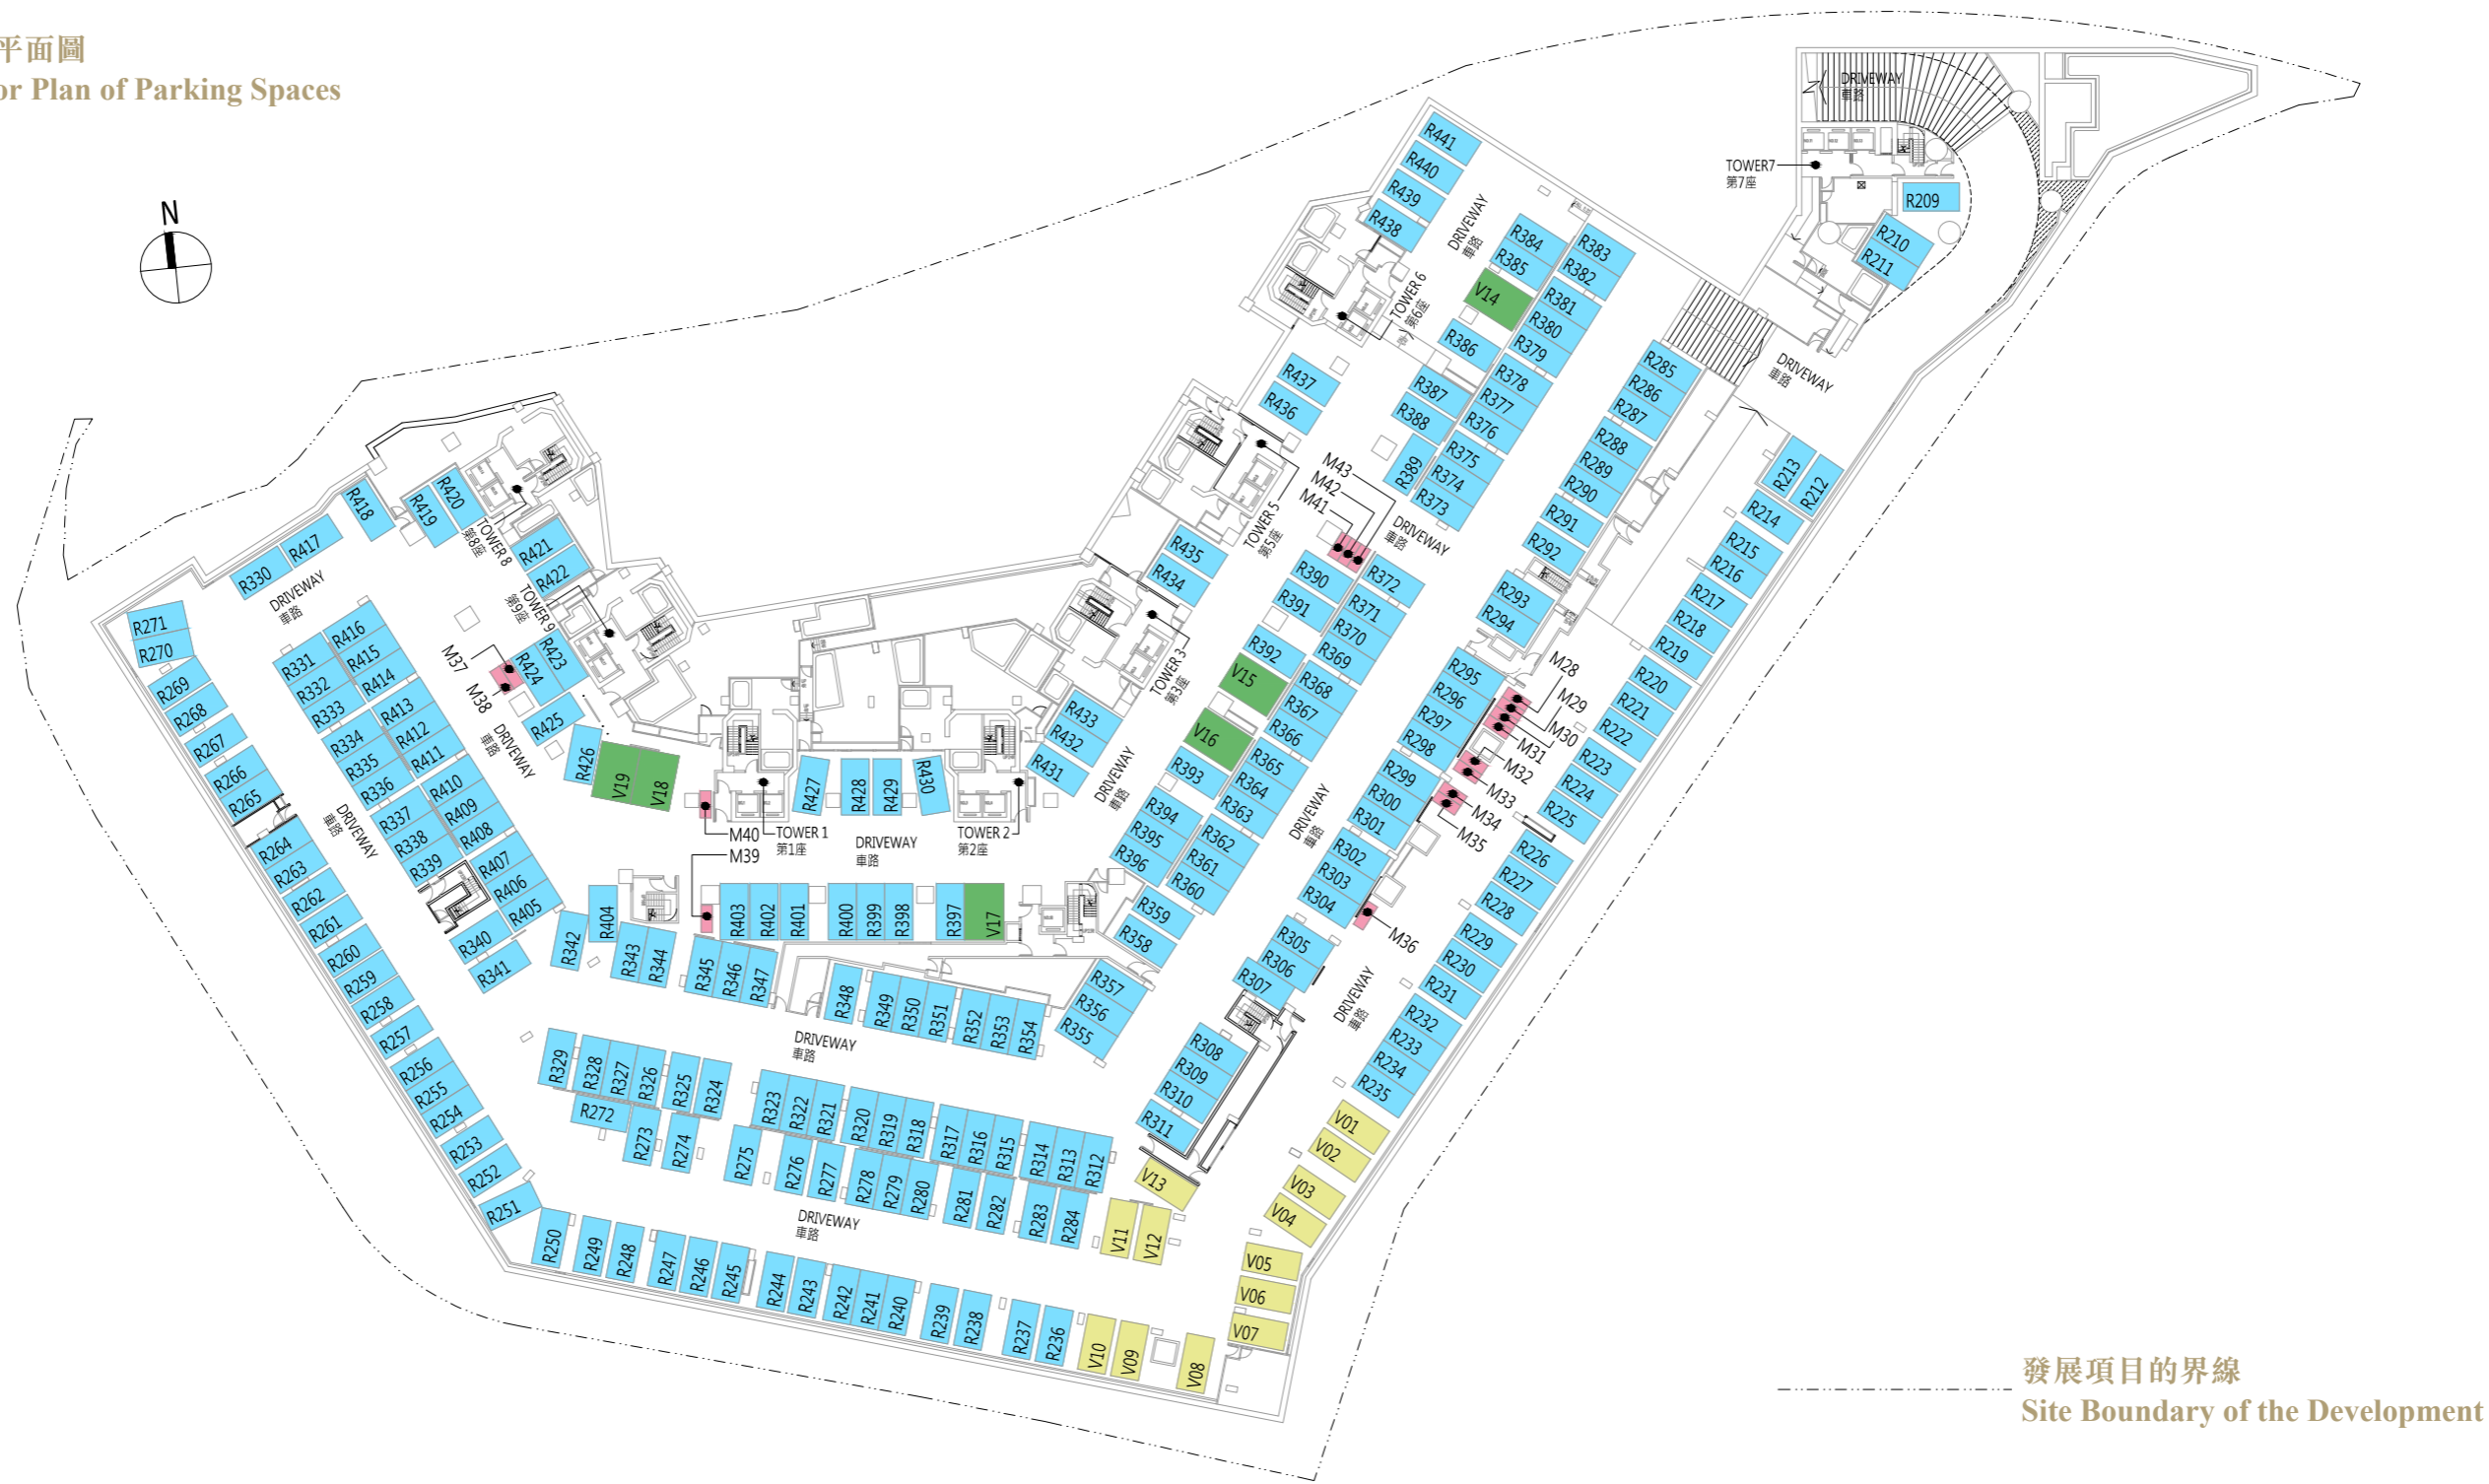 平面圖
or Plan of Parking Spaces
N
DRIVEWAY
車路
TOWER7
第7座
R209
R210
R211
R441
R440
R439
R438
DRIVEWAY
車路
R384
R385
V14
R386
R387
R388
R389
R383
R382
R381
R380
R379
R378
R377
R376
R375
R374
R373
TOWER 6
第6座
R437
R436
DRIVEWAY
車路
R285
R286
R287
R288
R289
R290
R291
R292
R293
R294
R213
R212
R214
R215
R216
R217
R218
R219
R220
R221
R222
R223
R224
R225
R226
R227
R228
R229
R230
R231
R232
R233
R234
R235
M43
M42
M41
DRIVEWAY
車路
TOWER 5
第5座
R435
R434
R390
R391
R392
V15
V16
R393
R394
R395
R396
R372
R371
R370
R369
R368
R367
R366
R365
R364
R363
R362
R361
R360
R359
R358
R357
R356
R355
TOWER 3
第3座
R433
R432
R431
DRIVEWAY
車路
DRIVEWAY
車路
R295
R296
R297
R298
R299
R300
R301
R302
R303
R304
R305
R306
R307
R308
R309
R310
R311
M28
M29
M30
M31
M32
M33
M34
M35
M36
DRIVEWAY
車路
R418
R419
R420
TOWER 8
第8座
R417
R330
DRIVEWAY
車路
R421
R422
TOWER 9
第9座
R423
R424
M37
M38
R425
DRIVEWAY
車路
R426
V19
V18
M40
M39
TOWER 1
第1座
R427
R428
R429
R430
DRIVEWAY
車路
TOWER 2
第2座
R271
R270
R269
R268
R267
R266
R265
R264
R263
R262
R261
R260
R259
R258
R257
R256
R255
R254
R253
R252
R251
R331
R332
R333
R334
R335
R336
R337
R338
R339
R340
R341
R416
R415
R414
R413
R412
R411
R410
R409
R408
R407
R406
R405
DRIVEWAY
車路
R342
R404
R343
R344
R345
R346
R347
R403
R402
R401
R400
R399
R398
R397
V17
R348
R349
R350
R351
R352
R353
R354
DRIVEWAY
車路
R329
R328
R327
R326
R325
R324
R323
R322
R321
R320
R319
R318
R317
R316
R315
R314
R313
R312
R272
R273
R274
R275
R276
R277
R278
R279
R280
R281
R282
R283
R284
DRIVEWAY
車路
V13
V11
V12
V01
V02
V03
V04
V05
V06
V07
R250
R249
R248
R247
R246
R245
R244
R243
R242
R241
R240
R239
R238
R237
R236
V10
V09
V08
發展項目的界線
Site Boundary of the Development